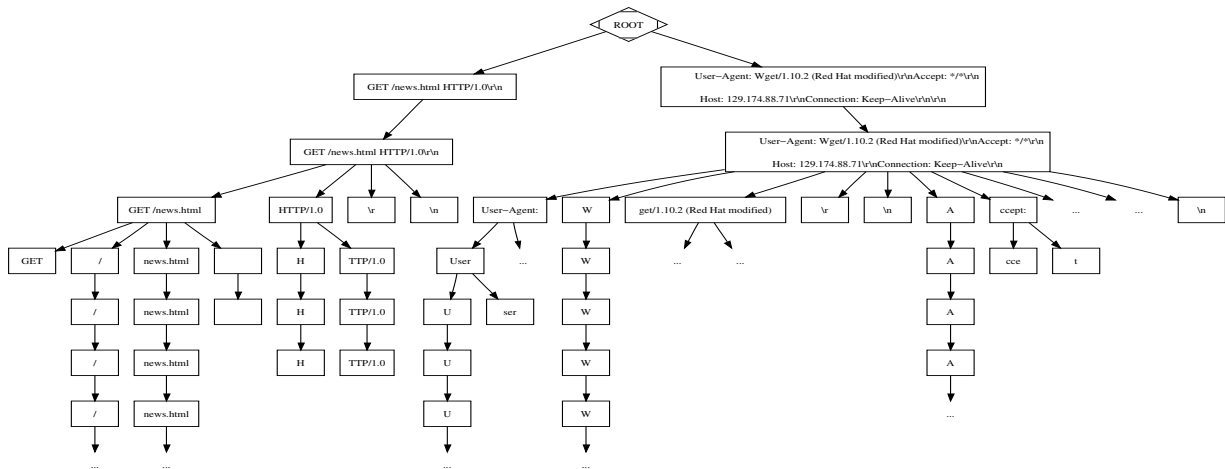 ROOT
GET /news.html HTTP/1.0\r\n
User−Agent: Wget/1.10.2 (Red Hat modified)\r\nAccept: */*\r\n
Host: 129.174.88.71\r\nConnection: Keep−Alive\r\n\r\n
GET /news.html HTTP/1.0\r\n
User−Agent: Wget/1.10.2 (Red Hat modified)\r\nAccept: */*\r\n
Host: 129.174.88.71\r\nConnection: Keep−Alive\r\n
GET /news.html
HTTP/1.0
\r
\n
User−Agent:
W
get/1.10.2 (Red Hat modified)
\r
\n
A
ccept:
...
...
\n
GET
/
news.html
H
TTP/1.0
User
...
W
...
...
A
cce
t
/
news.html
H
TTP/1.0
U
ser
W
A
/
news.html
H
TTP/1.0
U
W
A
/
news.html
U
W
...
...
...
...
...